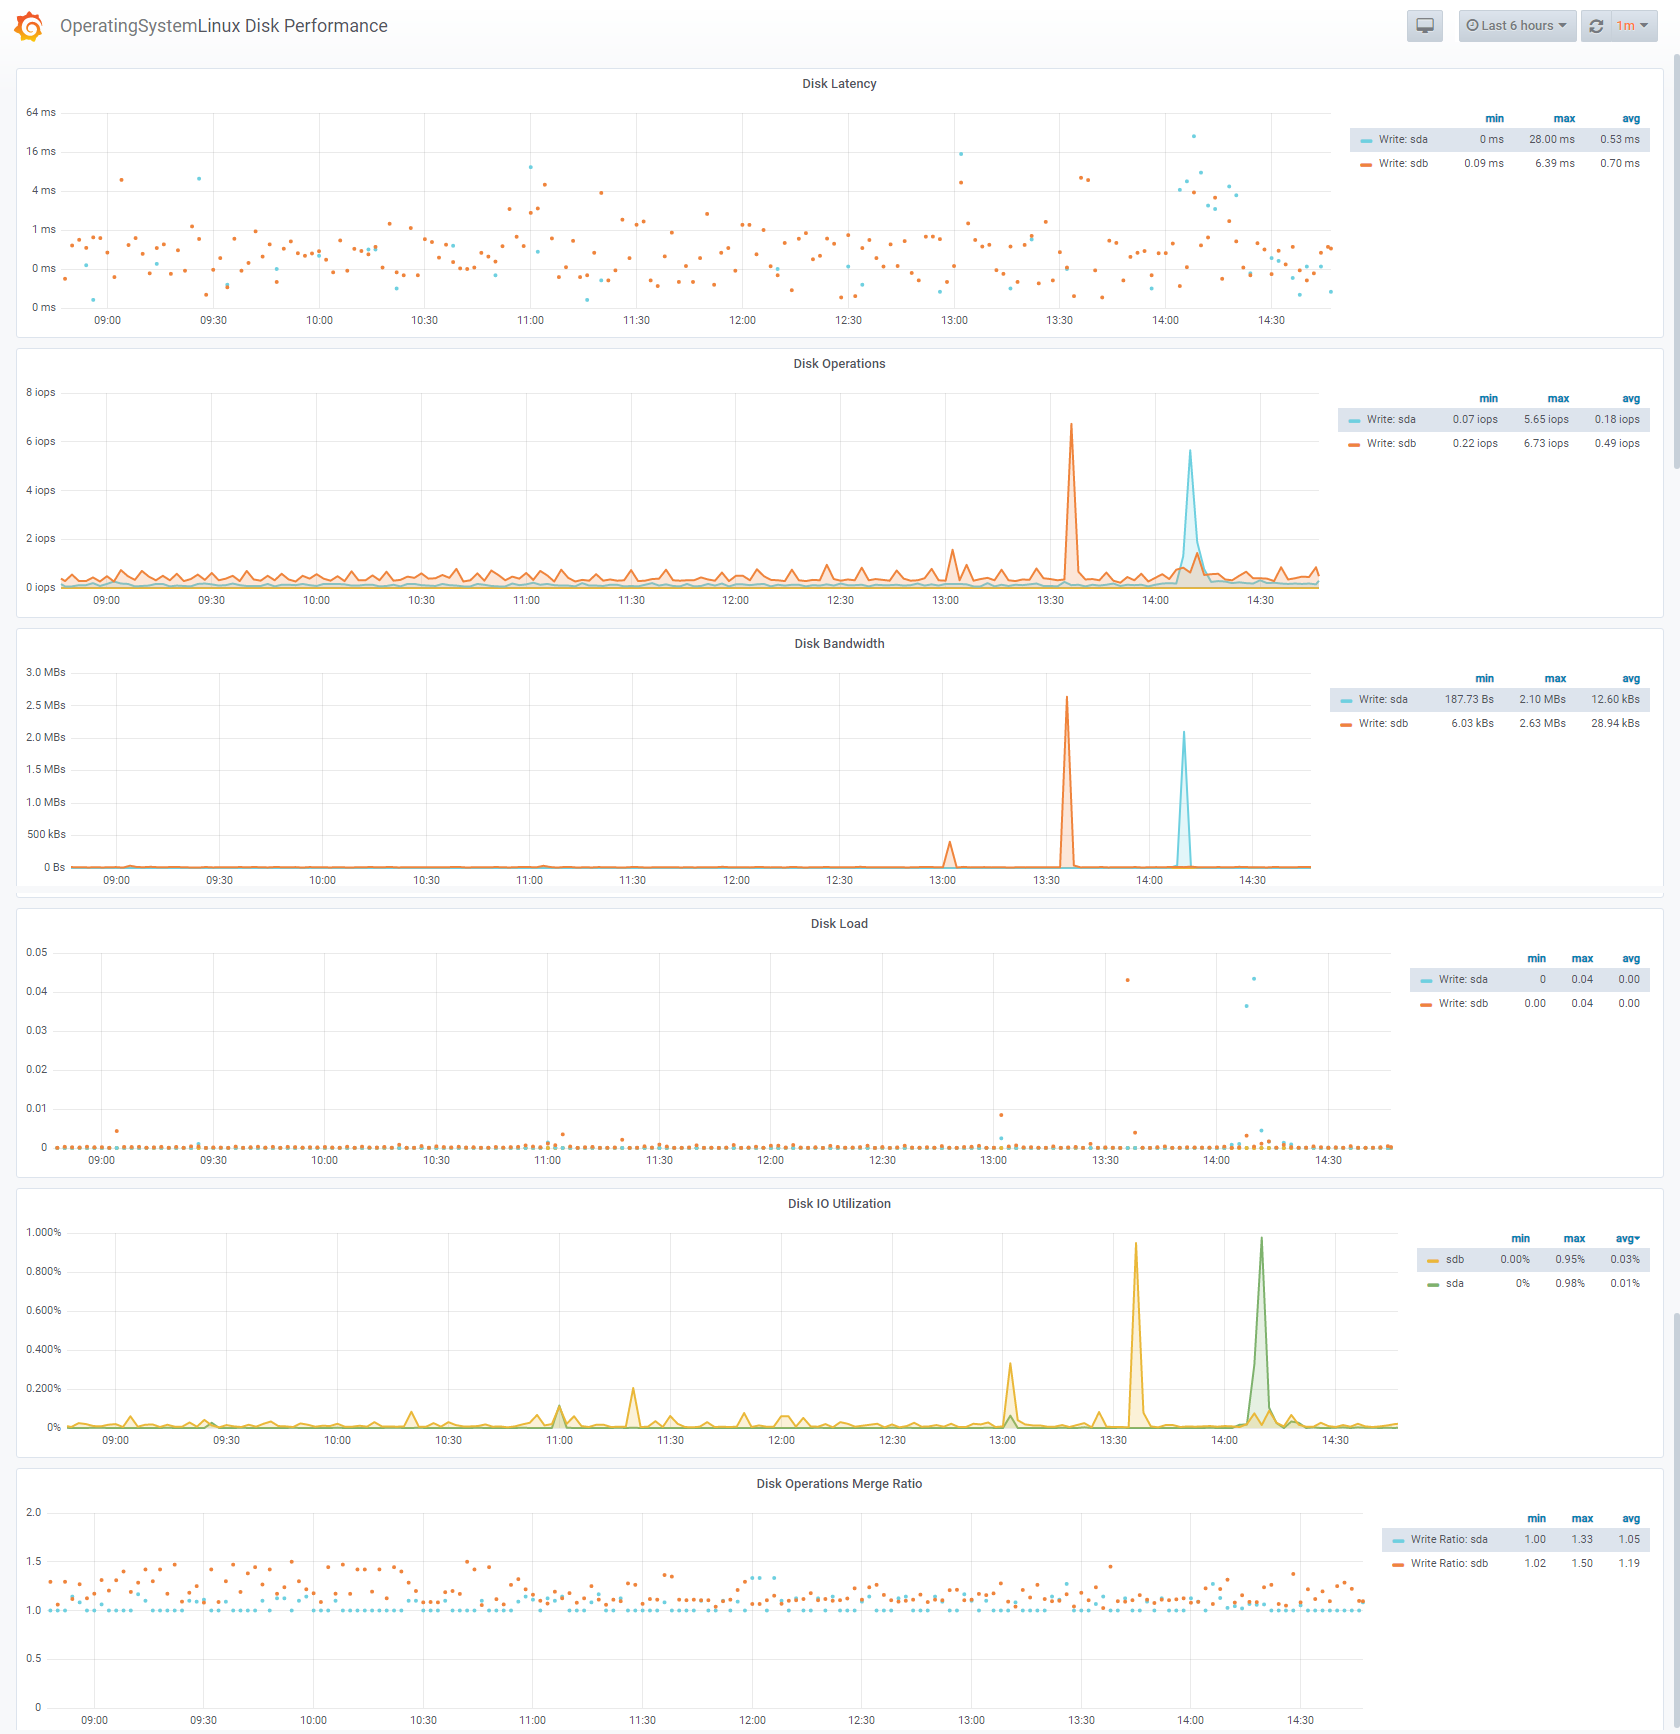 OperatingSystemLinux Disk Performance
Last 6 hours
1m
Disk Latency
64 ms
16 ms
4 ms
1 ms
0 ms
0 ms
09:00 09:30 10:00 10:30 11:00 11:30 12:00 12:30 13:00 13:30 14:00 14:30
min max avg
Write: sda 0 ms 28.00 ms 0.53 ms
Write: sdb 0.09 ms 6.39 ms 0.70 ms
Disk Operations
8 iops
6 iops
4 iops
2 iops
0 iops
09:00 09:30 10:00 10:30 11:00 11:30 12:00 12:30 13:00 13:30 14:00 14:30
min max avg
Write: sda 0.07 iops 5.65 iops 0.18 iops
Write: sdb 0.22 iops 6.73 iops 0.49 iops
Disk Bandwidth
3.0 MBs
2.5 MBs
2.0 MBs
1.5 MBs
1.0 MBs
500 kBs
0 Bs
09:00 09:30 10:00 10:30 11:00 11:30 12:00 12:30 13:00 13:30 14:00 14:30
min max avg
Write: sda 187.73 Bs 2.10 MBs 12.60 kBs
Write: sdb 6.03 kBs 2.63 MBs 28.94 kBs
Disk Load
0.05
0.04
0.03
0.02
0.01
0
09:00 09:30 10:00 10:30 11:00 11:30 12:00 12:30 13:00 13:30 14:00 14:30
min max avg
Write: sda 0 0.04 0.00
Write: sdb 0.00 0.04 0.00
Disk IO Utilization
1.000%
0.800%
0.600%
0.400%
0.200%
0%
09:00 09:30 10:00 10:30 11:00 11:30 12:00 12:30 13:00 13:30 14:00 14:30
min max avg
sdb 0.00% 0.95% 0.03%
sda 0% 0.98% 0.01%
Disk Operations Merge Ratio
2.0
1.5
1.0
0.5
0
09:00 09:30 10:00 10:30 11:00 11:30 12:00 12:30 13:00 13:30 14:00 14:30
min max avg
Write Ratio: sda 1.00 1.33 1.05
Write Ratio: sdb 1.02 1.50 1.19